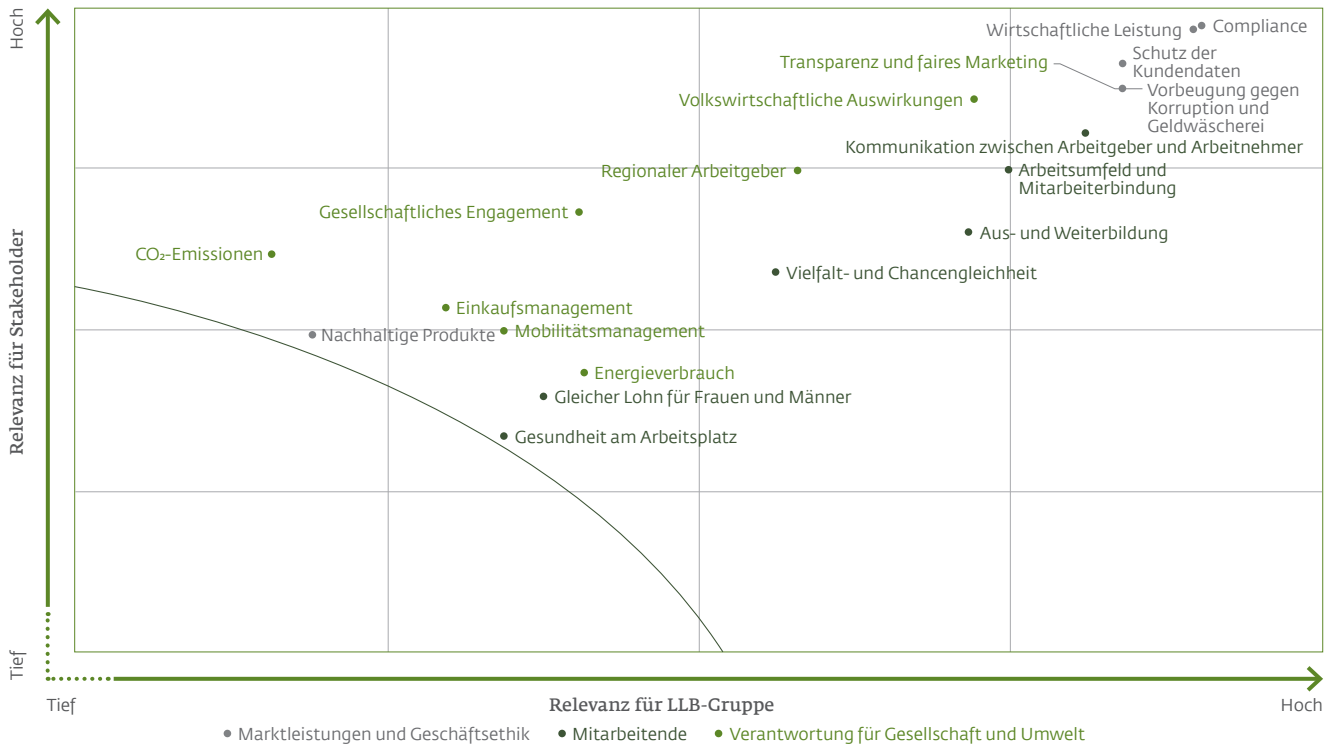 Hoch
Wirtschaftliche Leistung
Compliance
Schutz der
Kundendaten
Transparenz und faires Marketing
Vorbeugung gegen
Korruption und
Geldwäscherei
Volkswirtschaftliche Auswirkungen
Kommunikation zwischen Arbeitgeber und Arbeitnehmer
Regionaler Arbeitgeber
Arbeitsumfeld und
Mitarbeiterbindung
Gesellschaftliches Engagement
Aus- und Weiterbildung
CO₂-Emissionen
Vielfalt- und Chancengleichheit
Einkaufsmanagement
Nachhaltige Produkte
Mobilitätsmanagement
Energieverbrauch
Gleicher Lohn für Frauen und Männer
Gesundheit am Arbeitsplatz
Relevanz für Stakeholder
Tief
Tief
Relevanz für LLB-Gruppe
Hoch
Marktleistungen und Geschäftsethik
Mitarbeitende
Verantwortung für Gesellschaft und Umwelt